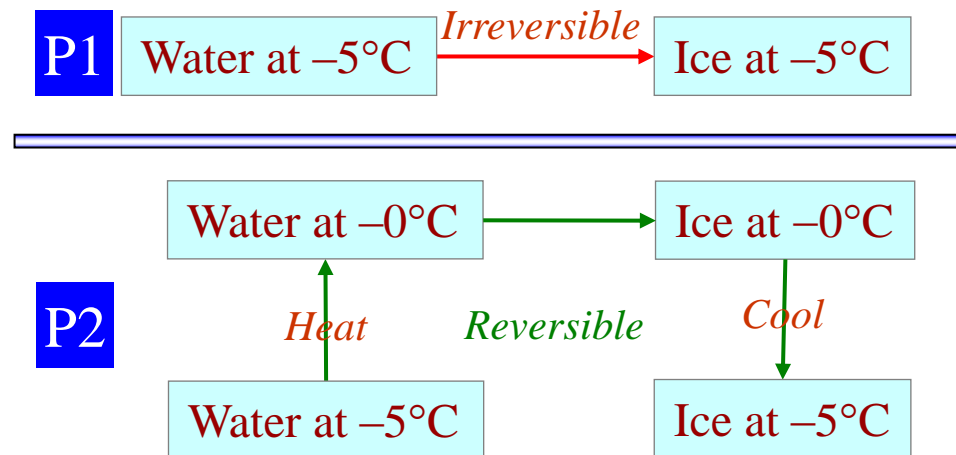 Irreversible
P1
Water at –5°C
Ice at –5°C
Water at –0°C
Ice at –0°C
P2
Heat
Reversible
Cool
Water at –5°C
Ice at –5°C